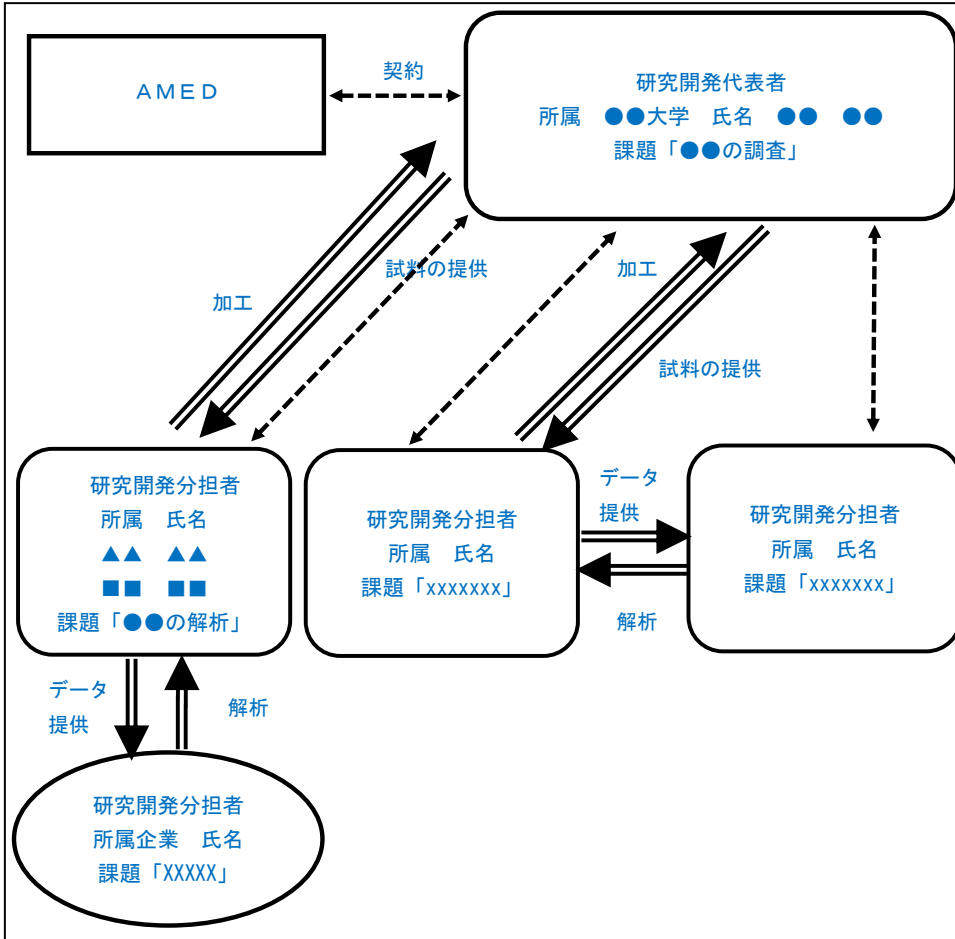 AMED
契約
研究開発代表者
所属　●●大学　氏名　●●　●●
課題「●●の調査」
加工
試料の提供
加工
試料の提供
研究開発分担者
所属　氏名
▲▲　▲▲
■■　■■
課題「●●の解析」
研究開発分担者
所属　氏名
課題「xxxxxxx」
データ
提供
解析
研究開発分担者
所属　氏名
課題「xxxxxxx」
データ
提供
解析
研究開発分担者
所属企業　氏名
課題「XXXXX」